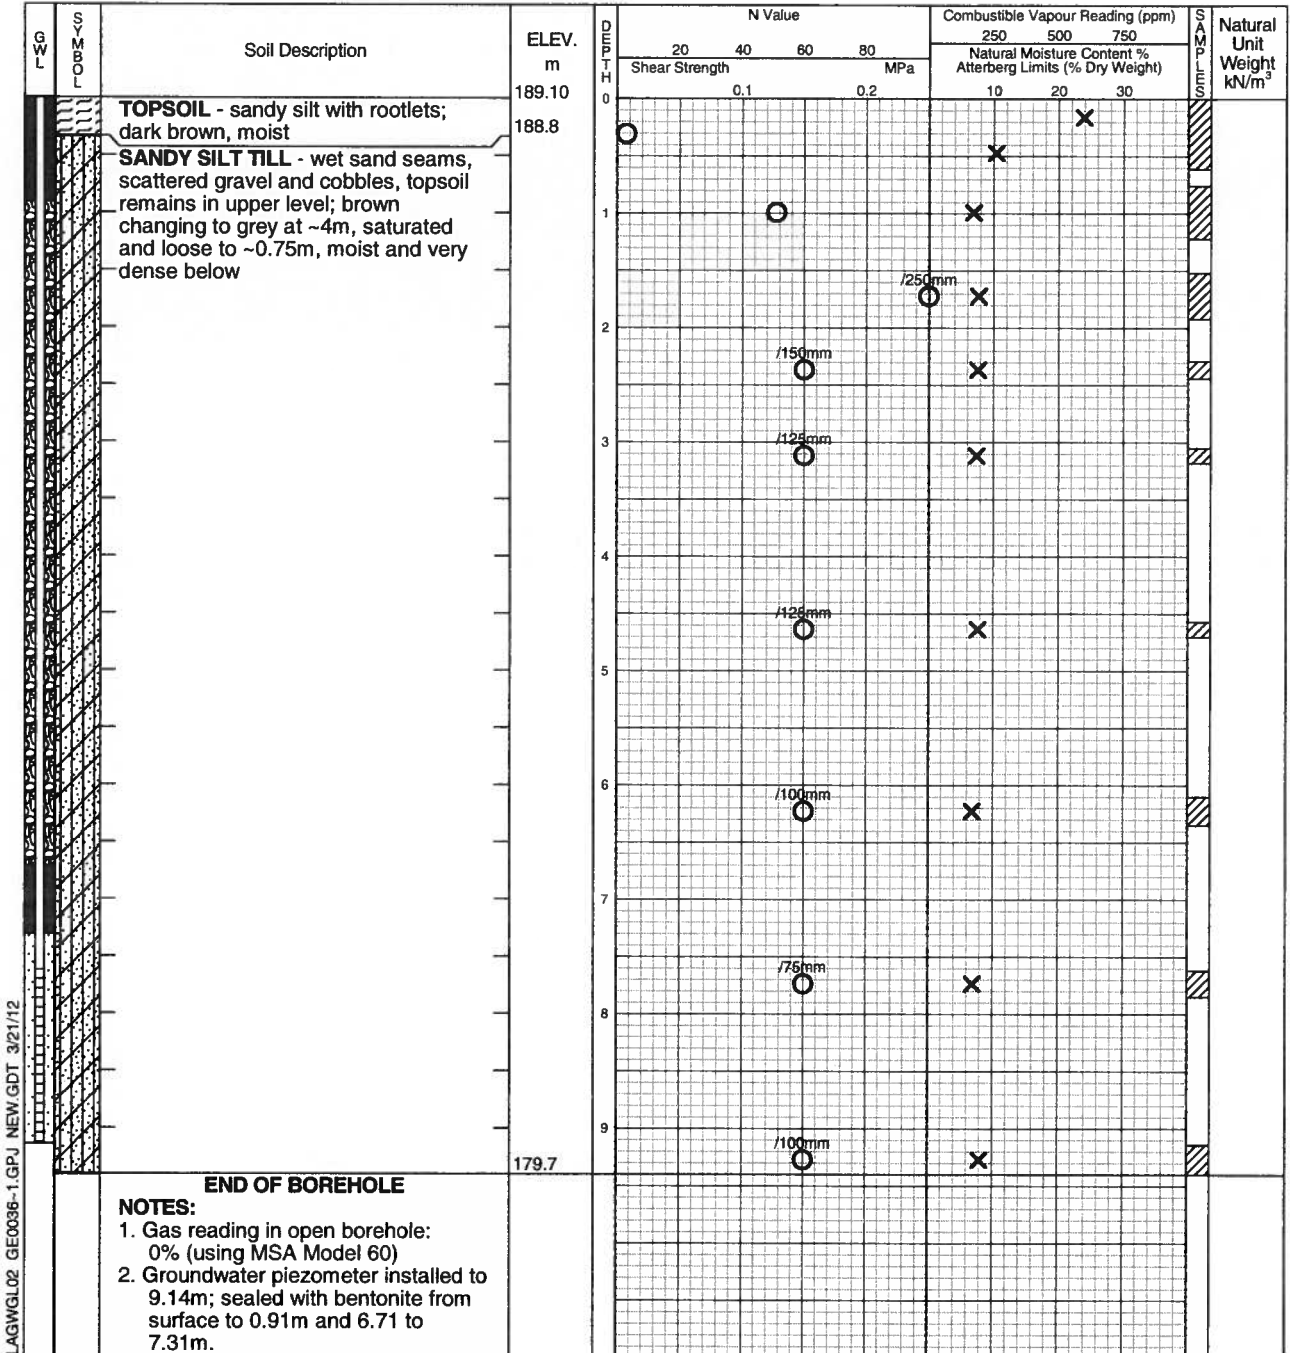 GWL
SYMBOL
Soil Description
ELEV.
m
DEPTH
N Value
20 40 60 80
Shear Strength MPa
0.1 0.2
Combustible Vapour Reading (ppm)
250 500 750
Natural Moisture Content %
Atterberg Limits (% Dry Weight)
10 20 30
SAMPLES
Natural
Unit
Weight
kN/m³
189.10
0
TOPSOIL - sandy silt with rootlets;
dark brown, moist
188.8
SANDY SILT TILL - wet sand seams,
scattered gravel and cobbles, topsoil
remains in upper level; brown
changing to grey at ~4m, saturated
and loose to ~0.75m, moist and very
dense below
1
/250mm
2
/150mm
3
/125mm
4
/125mm
5
6
/100mm
7
/75mm
8
9
/100mm
179.7
END OF BOREHOLE
NOTES:
1. Gas reading in open borehole:
0% (using MSA Model 60)
2. Groundwater piezometer installed to
9.14m; sealed with bentonite from
surface to 0.91m and 6.71 to
7.31m.
LAGWGL02 GE0036~1.GPJ NEW.GDT 3/21/12